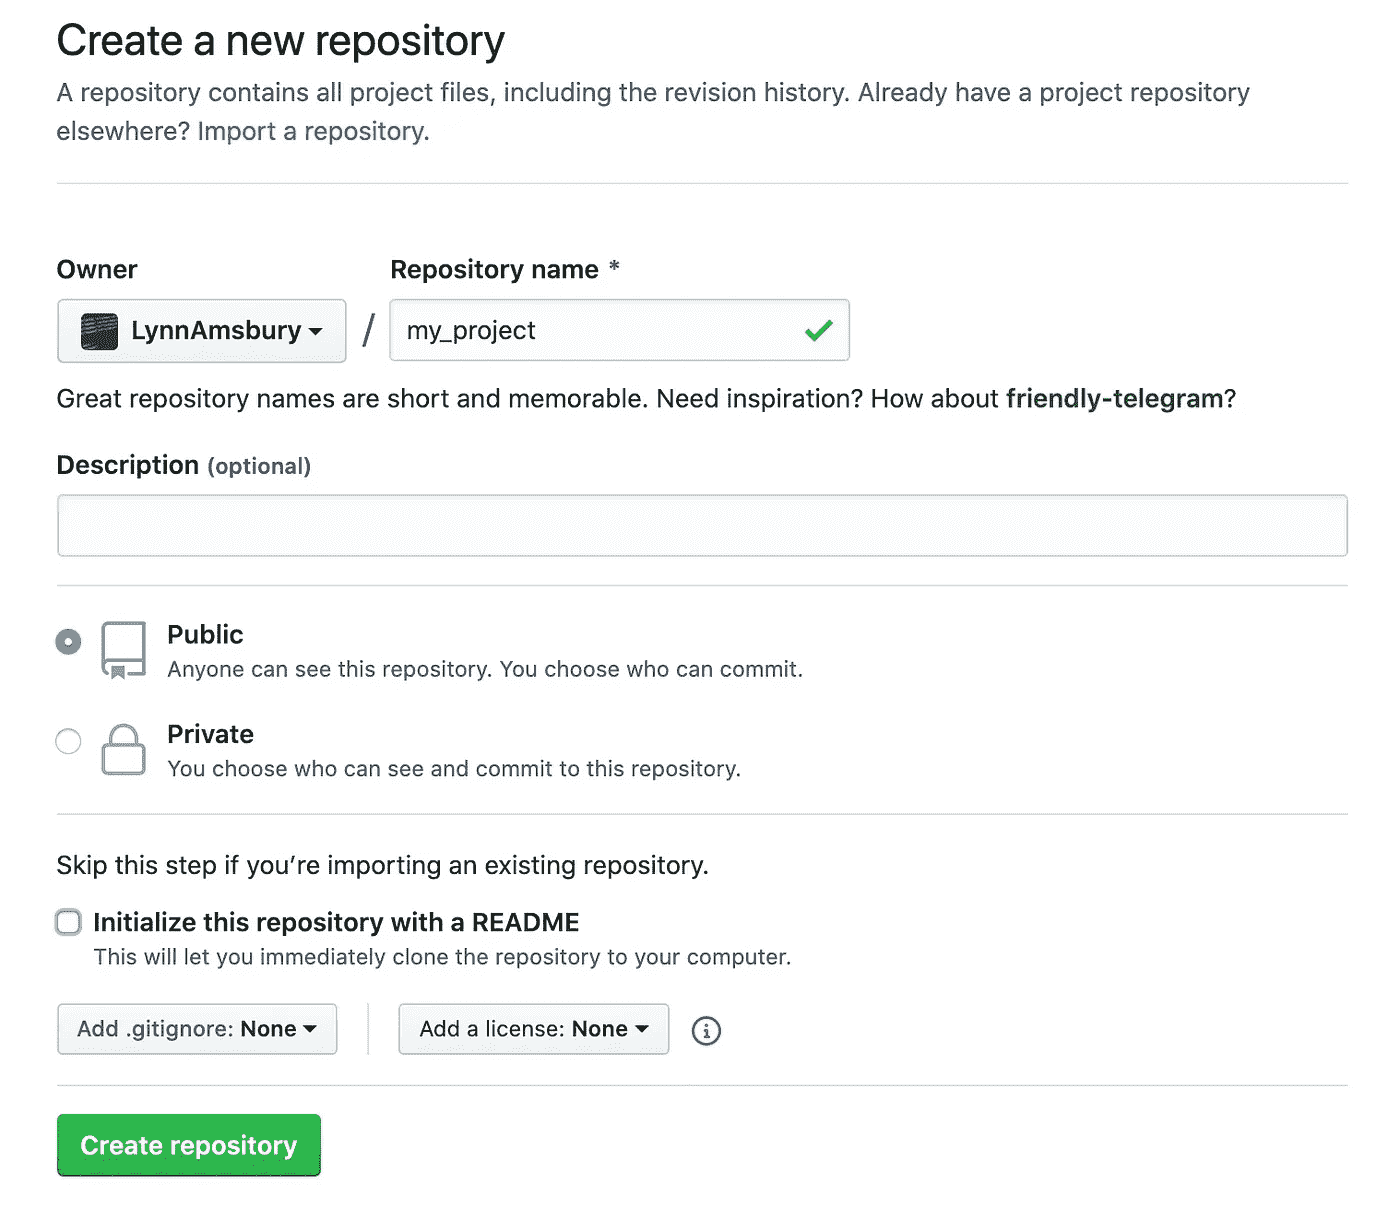 Create a new repository
A repository contains all project files, including the revision history. Already have a project repository
elsewhere? Import a repository.
Owner
Repository name *
LynnAmsbury
/
my_project
Great repository names are short and memorable. Need inspiration? How about friendly-telegram?
Description (optional)
Public
Anyone can see this repository. You choose who can commit.
Private
You choose who can see and commit to this repository.
Skip this step if you’re importing an existing repository.
Initialize this repository with a README
This will let you immediately clone the repository to your computer.
Add .gitignore: None
Add a license: None
Create repository